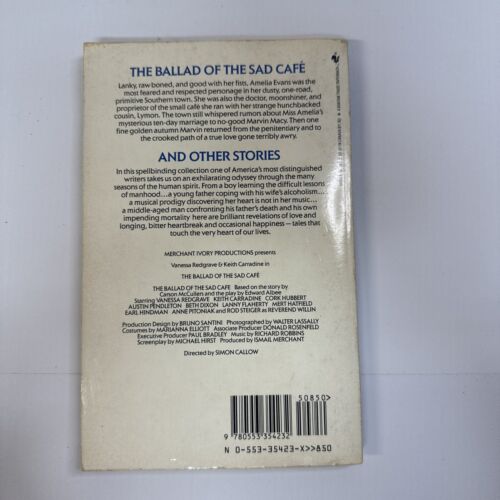 THE BALLAD OF THE SAD CAFÉ
Lanky, raw boned, and good with her fists, Amelia Evans was the
most feared and respected personage in her dusty, one-road,
primitive Southern town. She was also the doctor, moonshiner, and
proprietor of the small café she ran with her strange hunchbacked
cousin, Lymon. The town still whispered rumors about Miss Amelia's
mysterious ten-day marriage to no-good Marvin Macy. Then one
fine golden autumn Marvin returned from the penitentiary and to
the crooked path of a true love gone terribly awry.
AND OTHER STORIES
In this spellbinding collection one of America's most distinguished
writers takes us on an exhilarating odyssey through the many
seasons of the human spirit. From a boy learning the difficult lessons
of manhood...a young father coping with his wife's alcoholism...
a musical prodigy discovering her heart is not in her music...
a middle-aged man confronting his father's death and his own
impending mortality here are brilliant revelations of love and
longing, bitter heartbreak and occasional happiness – tales that
touch the very heart of our lives.
MERCHANT IVORY PRODUCTIONS presents
Vanessa Redgrave & Keith Carradine in
THE BALLAD OF THE SAD CAFÉ
THE BALLAD OF THE SAD CAFÉ Based on the story by
Carson McCullers and the play by Edward Albee
Starring VANESSA REDGRAVE KEITH CARRADINE CORK HUBBERT
AUSTIN PENDLETON BETH DIXON LANNY FLAHERTY MERT HATFIELD
EARL HINDMAN ANNE PITONIAK and ROD STEIGER as REVEREND WILLIN
Production Design by BRUNO SANTINI Photographed by WALTER LASSALLY
Costumes by MARIANNA ELLIOTT Associate Producer DONALD ROSENFELD
Executive Producer PAUL BRADLEY Music by RICHARD ROBBINS
Screenplay by MICHAEL HIRST Produced by ISMAIL MERCHANT
Directed by SIMON CALLOW
50850>
9 780553 354232
N 0-553-35423-X>>850